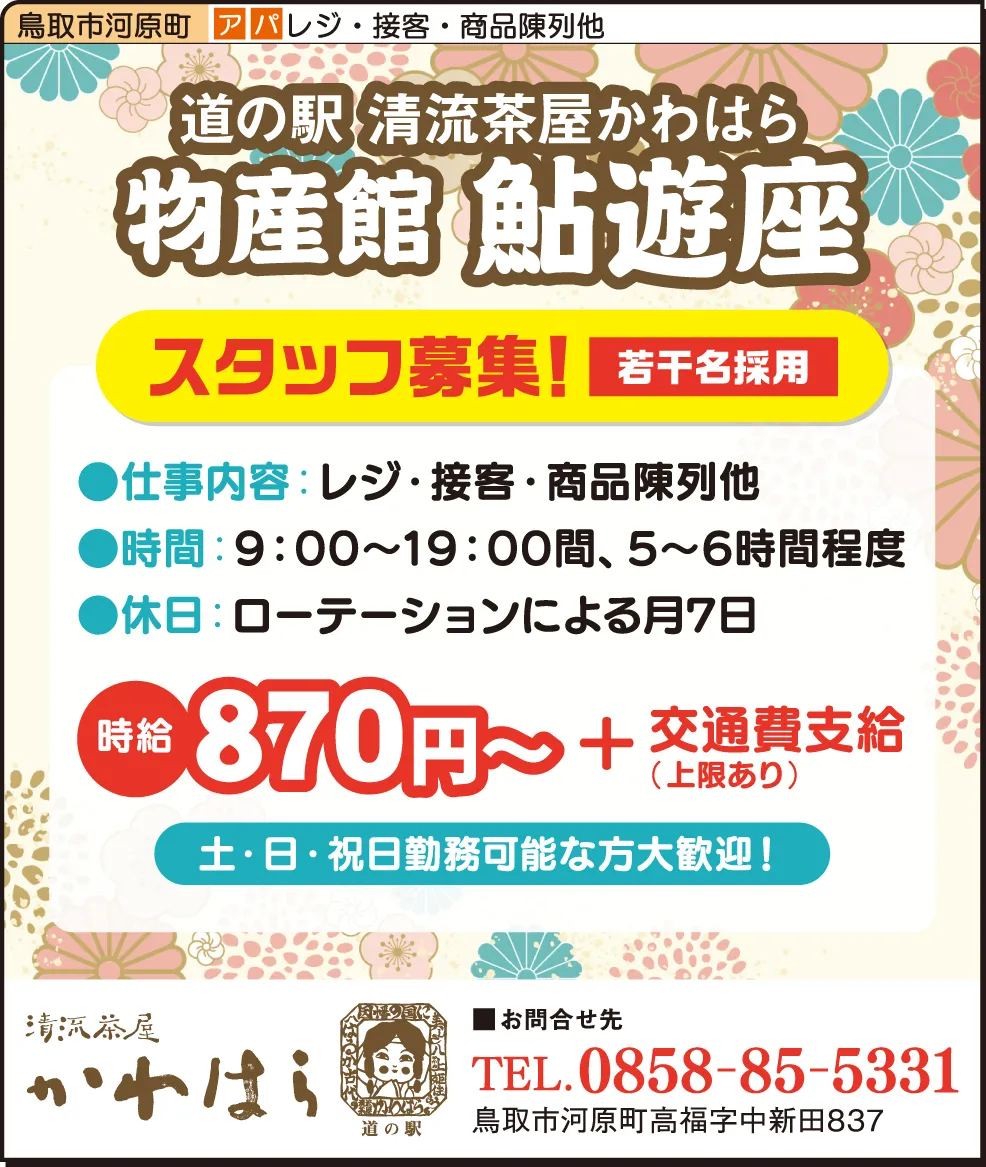 鳥取市河原町 アパ レジ・接客・商品陳列他
道の駅 清流茶屋かわはら
物産館 鮎遊座
スタッフ募集！ 若干名採用
●仕事内容：レジ・接客・商品陳列他
●時間：9：00～19：00間、5～6時間程度
●休日：ローテーションによる月7日
時給870円～＋交通費支給
（上限あり）
土・日・祝日勤務可能な方大歓迎！
清流茶屋
かわはら
道の駅
■お問合せ先
TEL.0858-85-5331
鳥取市河原町高福字中新田837